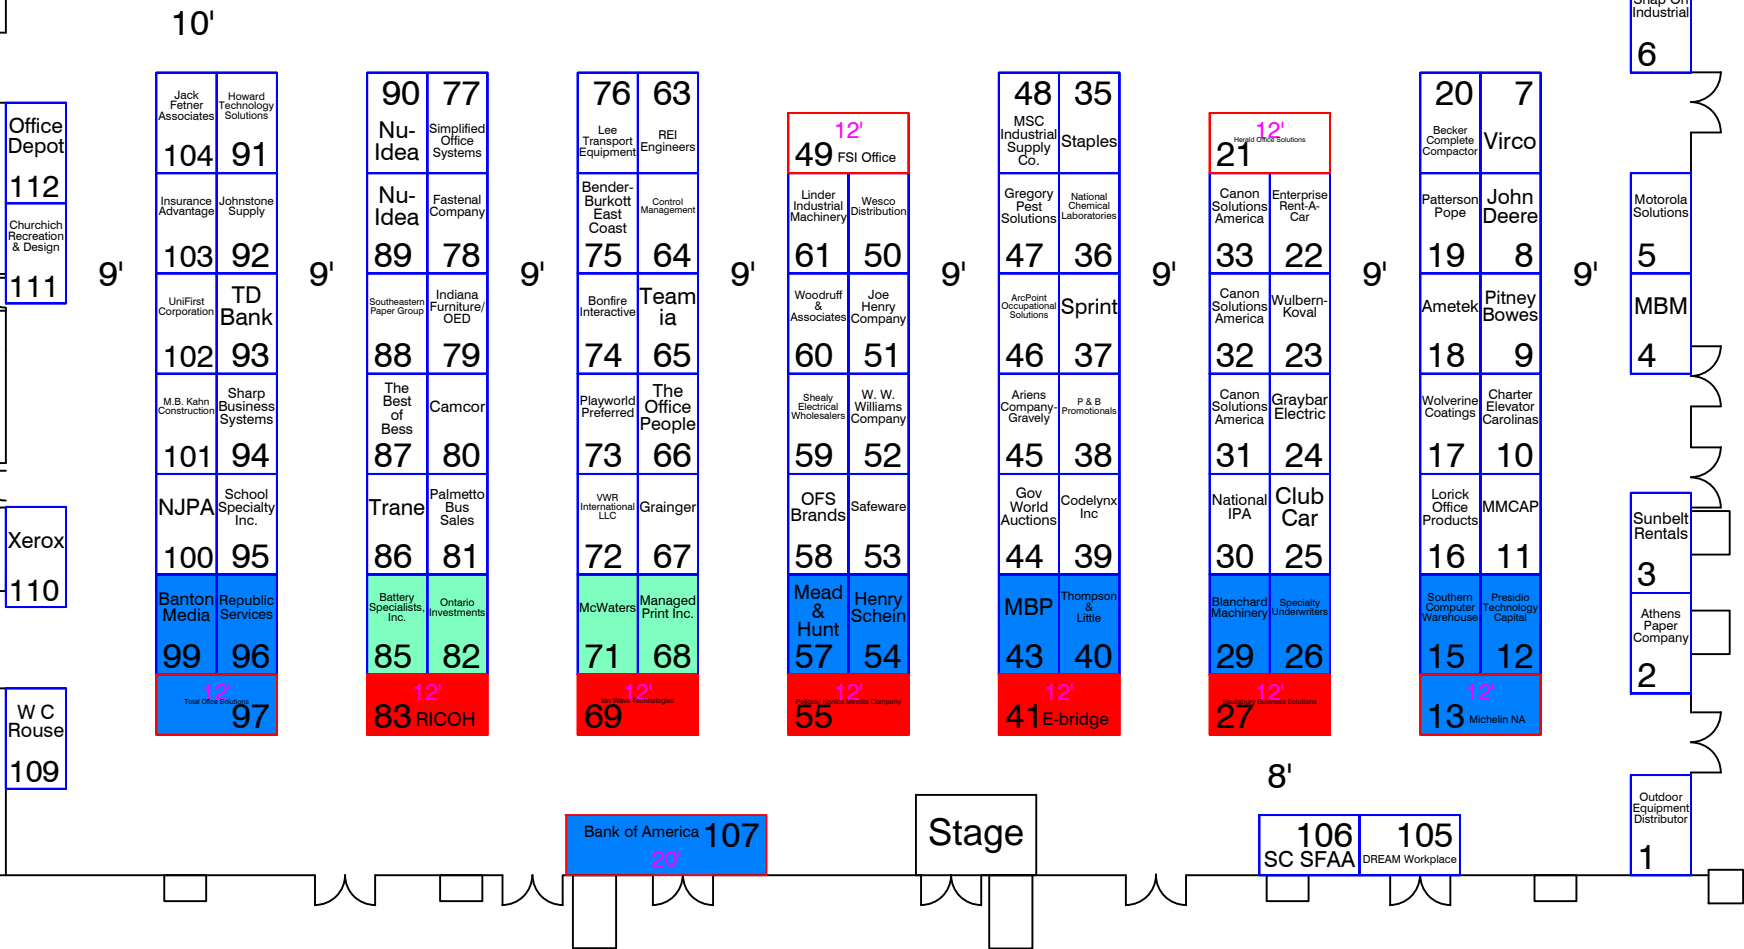 10'
Snap On
Industrial
6
Office
Depot
112
Churchich
Recreation
& Design
111
Xerox
110
W C
Rouse
109
9'
Jack
Fetner
Associates
104
Howard
Technology
Solutions
91
Insurance
Advantage
103
Johnstone
Supply
92
UniFirst
Corporation
102
TD
Bank
93
M.B. Kahn
Construction
101
Sharp
Business
Systems
94
NJPA
100
School
Specialty
Inc.
95
Banton
Media
99
Republic
Services
96
12'
Total Office Solutions
97
9'
90
Nu-
Idea
77
Simplified
Office
Systems
Nu-
Idea
89
Fastenal
Company
78
Southeastern
Paper Group
88
Indiana
Furniture/
OED
79
The
Best
of
Bess
87
Camcor
80
Trane
86
Palmetto
Bus
Sales
81
Battery
Specialists,
Inc.
85
Ontario
Investments
82
12'
83 RICOH
9'
76
Lee
Transport
Equipment
63
REI
Engineers
Bender-
Burkott
East
Coast
75
Control
Management
64
Bonfire
Interactive
74
Team
ia
65
Playworld
Preferred
73
The
Office
People
66
VWR
International
LLC
72
Grainger
67
McWaters
71
Managed
Print Inc.
68
12'
Wave Technologies
69
9'
12'
49 FSI Office
Linder
Industrial
Machinery
61
Wesco
Distribution
50
Woodruff
&
Associates
60
Joe
Henry
Company
51
Shealy
Electrical
Wholesalers
59
W. W.
Williams
Company
52
OFS
Brands
58
Safeware
53
Mead
&
Hunt
57
Henry
Schein
54
12'
Pollock/ Konica Minolta Company
55
9'
48
MSC
Industrial
Supply
Co.
35
Staples
Gregory
Pest
Solutions
47
National
Chemical
Laboratories
36
ArcPoint
Occupational
Solutions
46
Sprint
37
Ariens
Company-
Gravely
45
P & B
Promotionals
38
Gov
World
Auctions
44
Codelynx
Inc
39
MBP
43
Thompson
&
Little
40
12'
41 E-bridge
9'
12'
Herald Office Solutions
21
Canon
Solutions
America
33
Enterprise
Rent-A-
Car
22
Canon
Solutions
America
32
Wulbern-
Koval
23
Canon
Solutions
America
31
Graybar
Electric
24
National
IPA
30
Club
Car
25
Blanchard
Machinery
29
Specialty
Underwriters
26
12'
Business Solutions
27
9'
20
Becker
Complete
Compactor
7
Virco
Patterson
Pope
19
John
Deere
8
Ametek
18
Pitney
Bowes
9
Wolverine
Coatings
17
Charter
Elevator
Carolinas
10
Lorick
Office
Products
16
MMCAP
11
Southern
Computer
Warehouse
15
Presidio
Technology
Capital
12
12'
13 Michelin NA
9'
Motorola
Solutions
5
MBM
4
Sunbelt
Rentals
3
Athens
Paper
Company
2
Outdoor
Equipment
Distributor
1
8'
Bank of America 107
20'
Stage
106
SC SFAA
105
DREAM Workplace